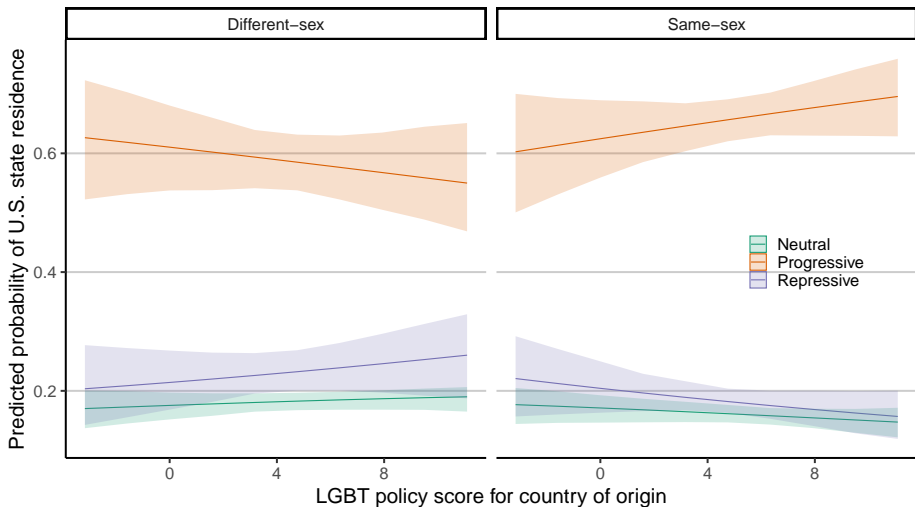 Different−sex
Same−sex
Predicted probability of U.S. state residence
0.6
0.4
0.2
Neutral
Progressive
Repressive
0 4 8
0 4 8
LGBT policy score for country of origin